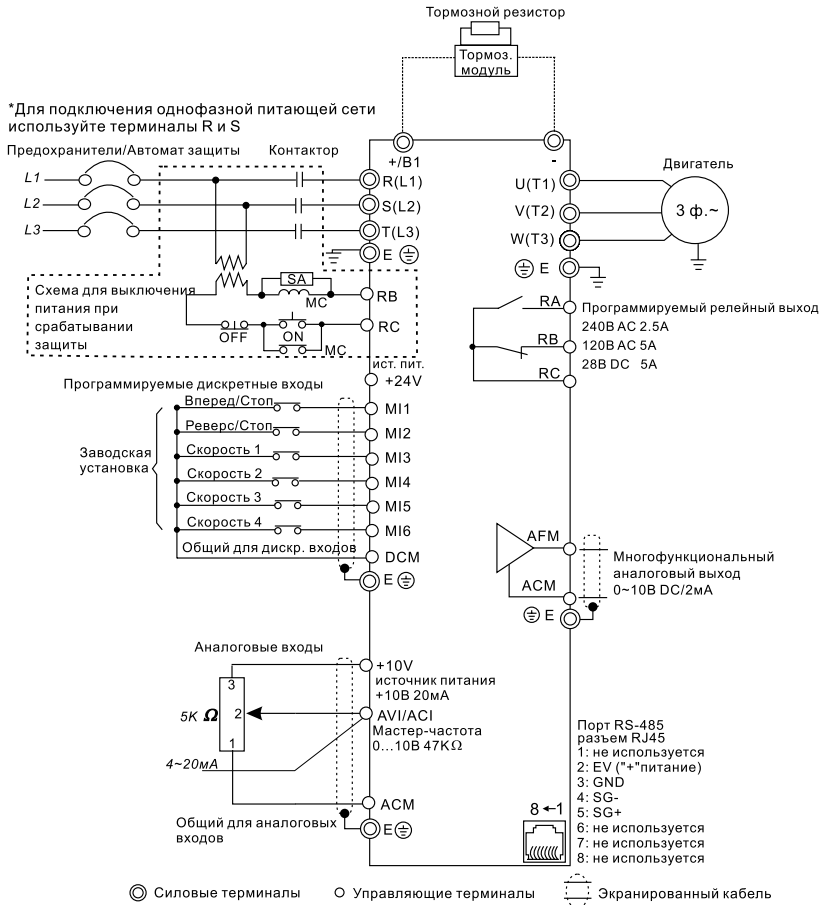 Тормозной резистор
Тормоз.
модуль
*Для подключения однофазной питающей сети
используйте терминалы R и S
Предохранители/Автомат защиты
Контактор
+/B1
-
Двигатель
L1
L2
L3
R(L1)
S(L2)
T(L3)
E
U(T1)
V(T2)
W(T3)
E
3 ф.~
Схема для выключения
питания при
срабатывании
защиты
SA
MC
OFF
ON
MC
RB
RC
RA
RB
RC
Программируемый релейный выход
240В AC 2.5A
120В AC 5A
28В DC 5A
ист. пит.
+24V
Программируемые дискретные входы
Заводская
установка
Вперед/Стоп
MI1
Реверс/Стоп
MI2
Скорость 1
MI3
Скорость 2
MI4
Скорость 3
MI5
Скорость 4
MI6
Общий для дискр. входов
DCM
E
AFM
ACM
E
Многофункциональный
аналоговый выход
0~10В DC/2мА
Аналоговые входы
+10V
источник питания
+10В 20мА
3
2
1
5K Ω
AVI/ACI
Мастер-частота
0...10В 47KΩ
4~20мА
ACM
Общий для аналоговых
входов
E
8←1
Порт RS-485
разъем RJ45
1: не используется
2: EV ("+"питание)
3: GND
4: SG-
5: SG+
6: не используется
7: не используется
8: не используется
Силовые терминалы
Управляющие терминалы
Экранированный кабель